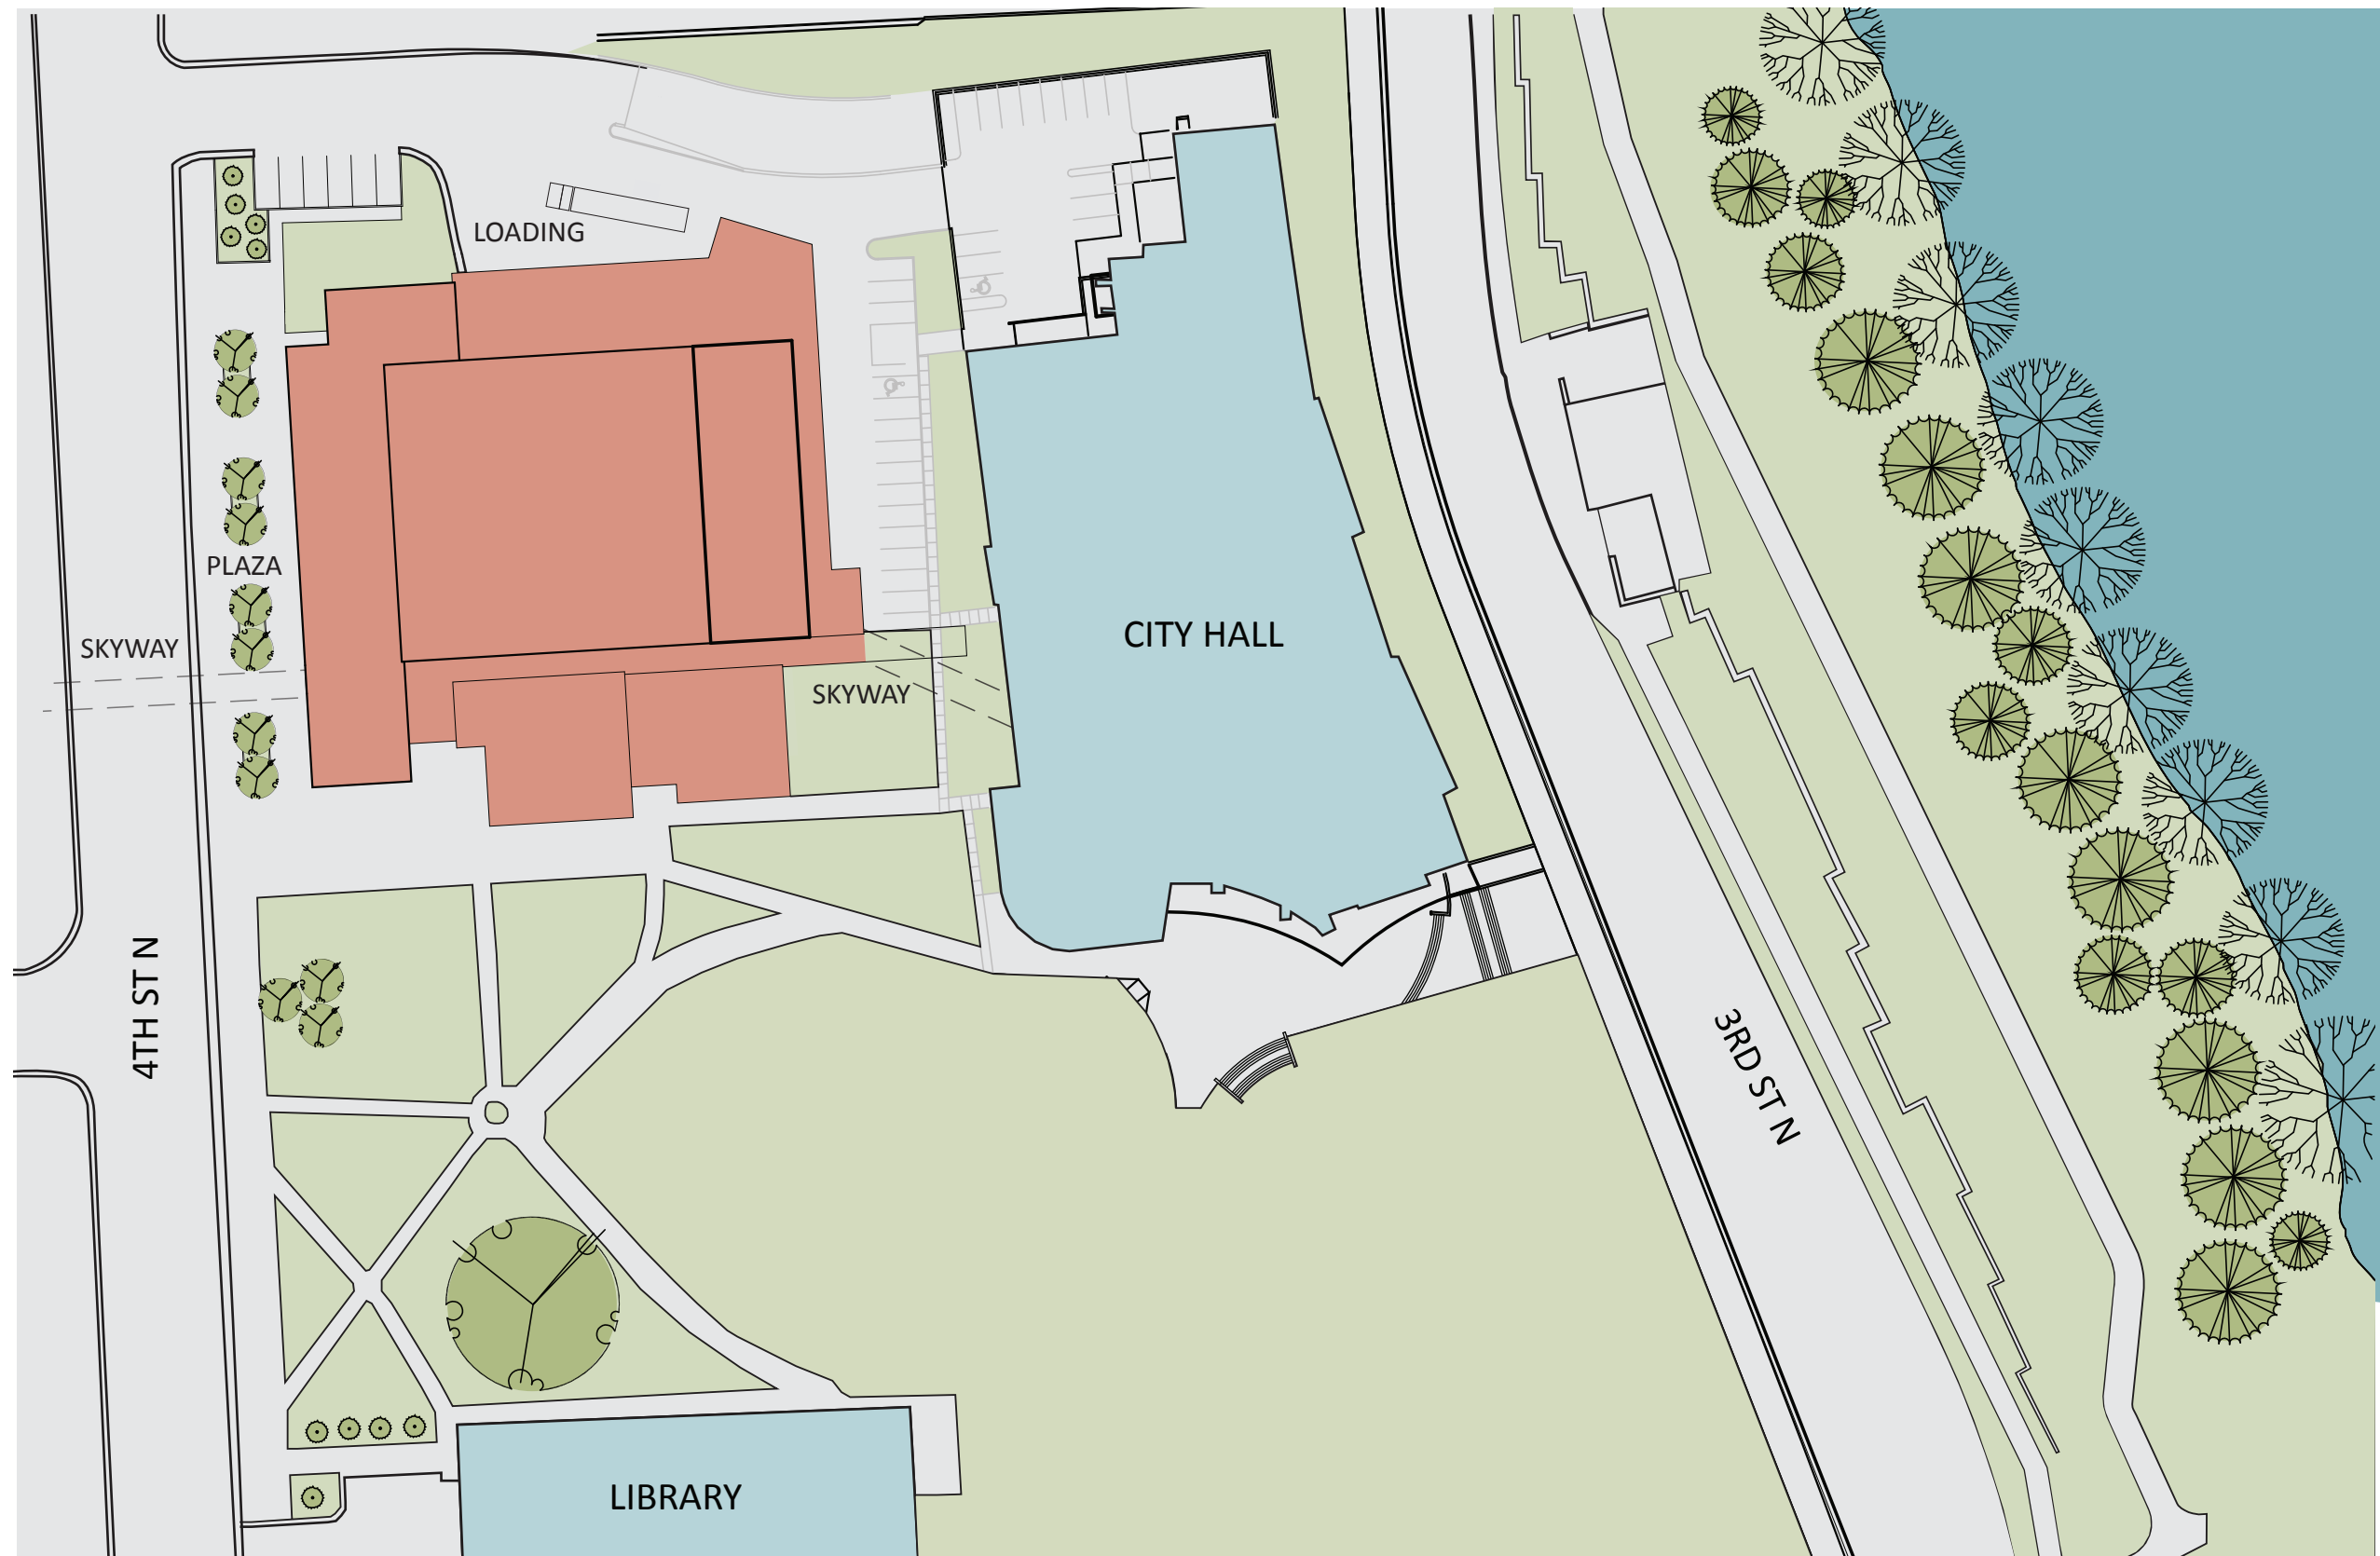 LOADING
PLAZA
SKYWAY
CITY HALL
SKYWAY
4TH ST N
3RD ST N
LIBRARY